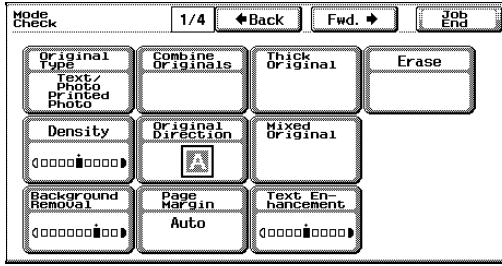 Mode
Check
1/4
Back
Fwd.
Job
End
Original
Type
Text/
Photo
Printed
Photo
Combine
Originals
Thick
Original
Erase
Density
Original
Direction
A
Mixed
Original
Background
Removal
Page
Margin
Auto
Text En-
hancement